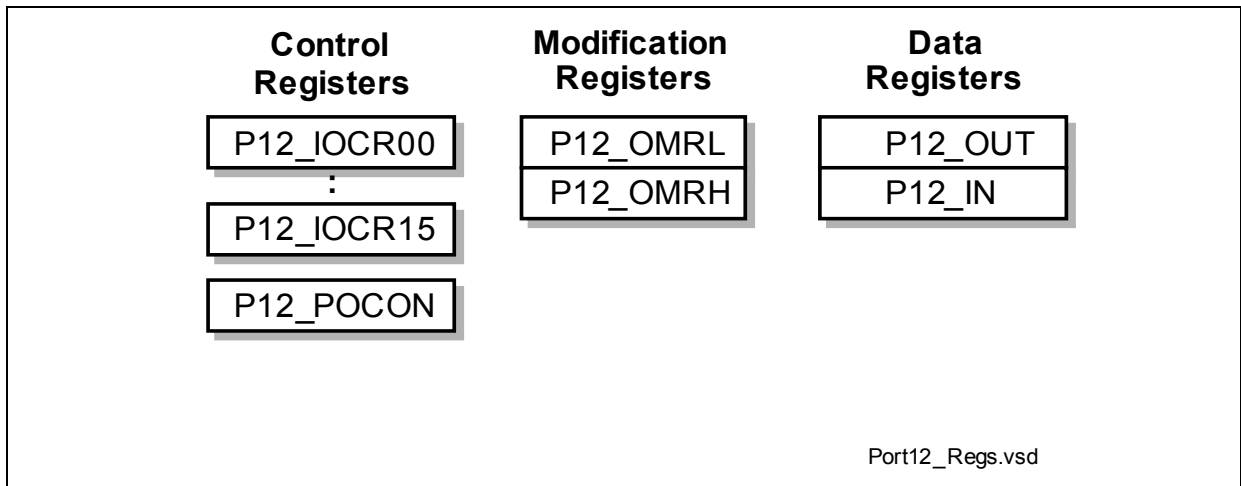 Control
Registers
P12_IOCR00
:
P12_IOCR15
P12_POCON
Modification
Registers
P12_OMRL
P12_OMRH
Data
Registers
P12_OUT
P12_IN
Port12_Regs.vsd